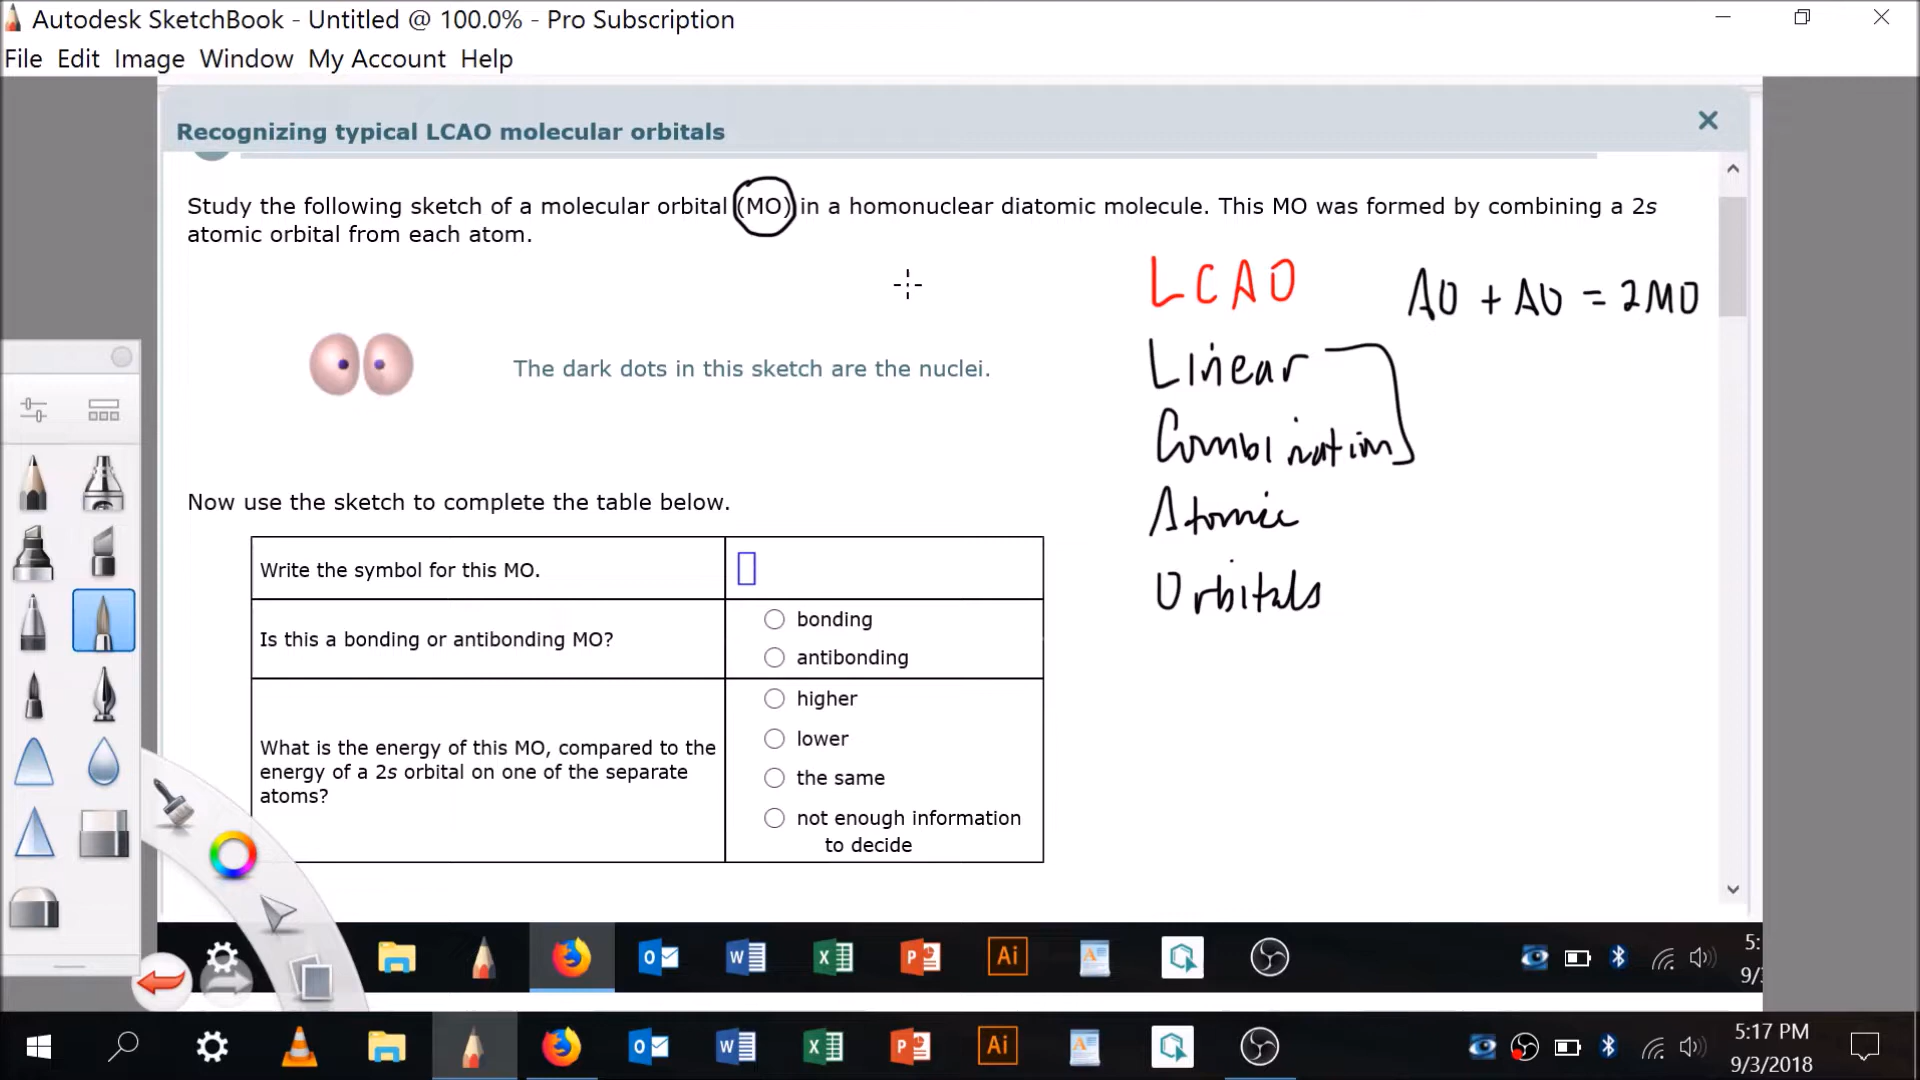 Autodesk SketchBook - Untitled @ 100.0% - Pro Subscription
File Edit Image Window My Account Help
Recognizing typical LCAO molecular orbitals
Study the following sketch of a molecular orbital (MO) in a homonuclear diatomic molecule. This MO was formed by combining a 2s
atomic orbital from each atom.
LCAO
AO + AO = 2MO
Linear
The dark dots in this sketch are the nuclei.
Combination
Atomic
Orbitals
Now use the sketch to complete the table below.
Write the symbol for this MO.
Is this a bonding or antibonding MO?
bonding
antibonding
What is the energy of this MO, compared to the
energy of a 2s orbital on one of the separate
atoms?
higher
lower
the same
not enough information
to decide
5:
9/3
5:17 PM
9/3/2018